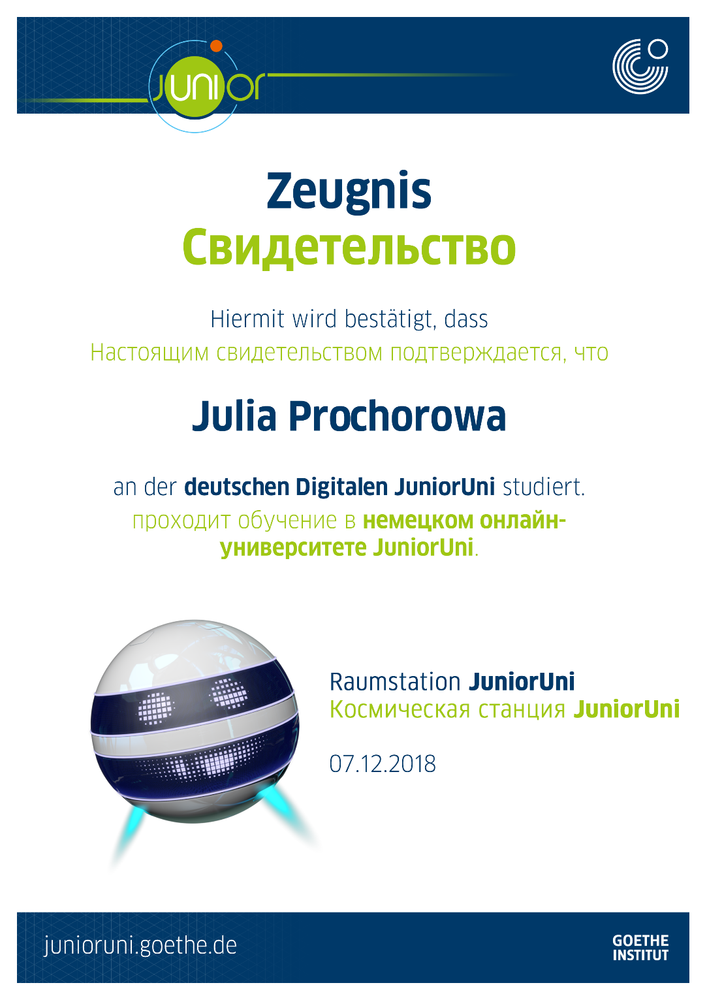 JUNIOR
Zeugnis
Свидетельство
Hiermit wird bestätigt, dass
Настоящим свидетельством подтверждается, что
Julia Prochorowa
an der deutschen Digitalen JuniorUni studiert.
проходит обучение в немецком онлайн-
университете JuniorUni.
Raumstation JuniorUni
Космическая станция JuniorUni
07.12.2018
junioruni.goethe.de
GOETHE
INSTITUT